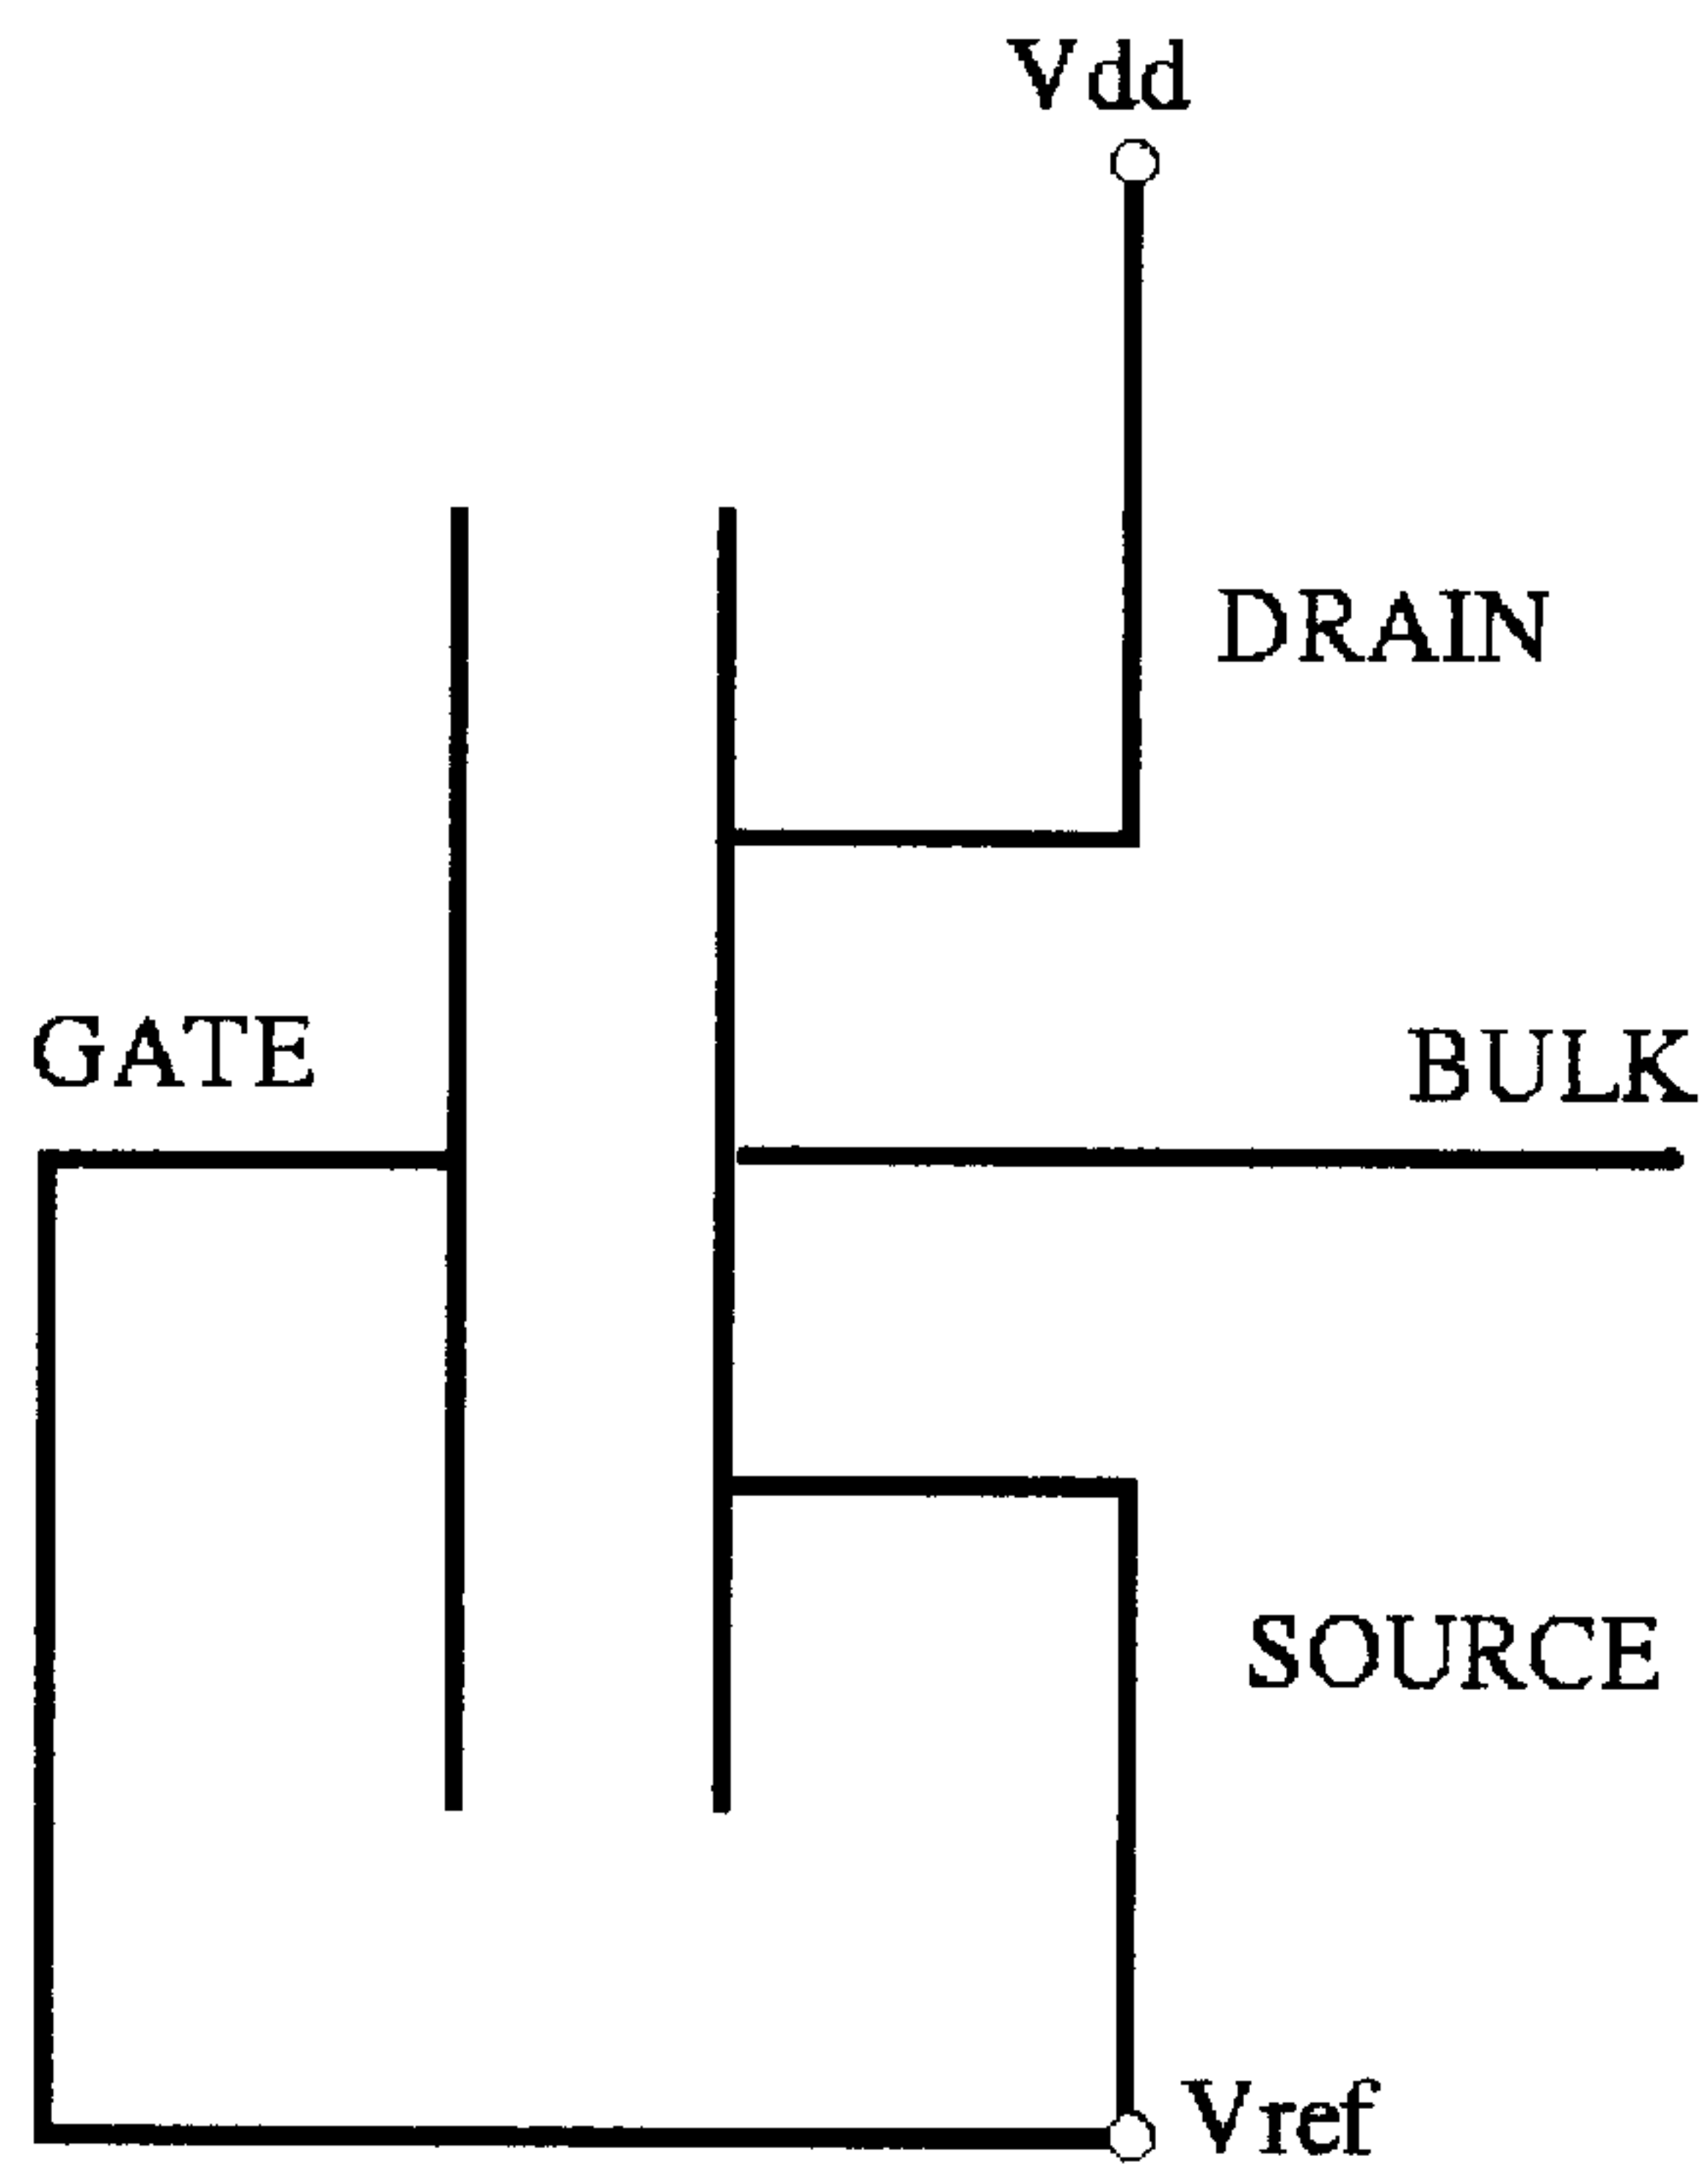 Vdd
DRAIN
GATE
BULK
SOURCE
Vref